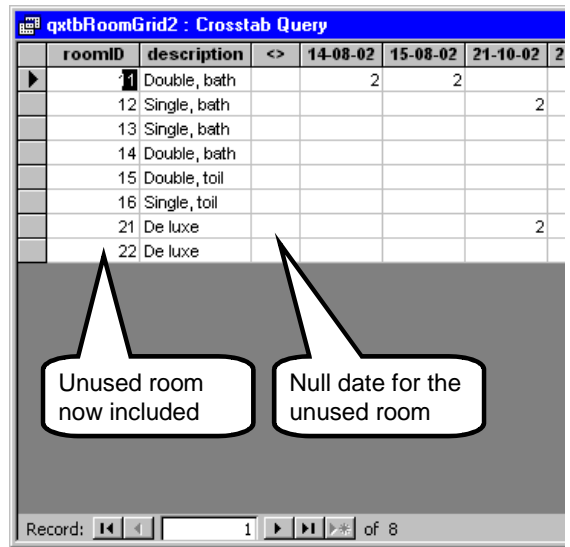 qxtbRoomGrid2 : Crosstab Query
roomID description <> 14-08-02 15-08-02 21-10-02 2
11 Double, bath 2 2
12 Single, bath 2
13 Single, bath
14 Double, bath
15 Double, toil
16 Single, toil
21 De luxe 2
22 De luxe
Unused room
now included
Null date for the
unused room
Record: 1 of 8